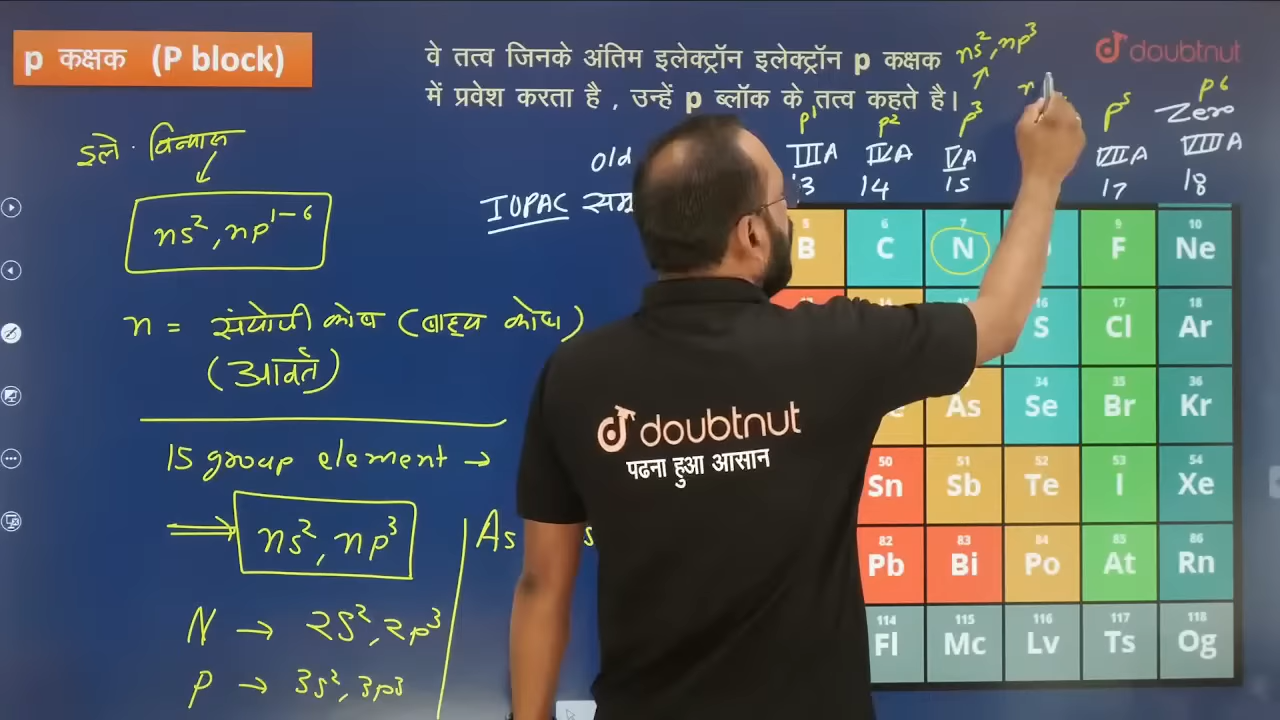 p कक्षक (P block)
वे तत्व जिनके अंतिम इलेक्ट्रॉन इलेक्ट्रॉन p कक्षक
में प्रवेश करता है , उन्हें p ब्लॉक के तत्व कहते है।
ns², np³
n
doubtnut
p¹ p² p³ p⁵ p6
Zero
इले. विन्यास
ns², np¹⁻⁶
Old IIIA IVA VA VIIA VIIIA
IUPAC 13 14 15 17 18
n = संयोजी कोष (बाह्य कोष)
(आवर्त)
15 group element →
ns², np³
N → 2S², 2p³
P → 3s², 3p3
As
5 B 6 C 7 N F 9 10 Ne
16 S 17 Cl 18 Ar
As 34 Se 35 Br 36 Kr
50 Sn 51 Sb 52 Te 53 I 54 Xe
82 Pb 83 Bi 84 Po 85 At 86 Rn
114 Fl 115 Mc 116 Lv 117 Ts 118 Og
doubtnut
पढना हुआ आसान